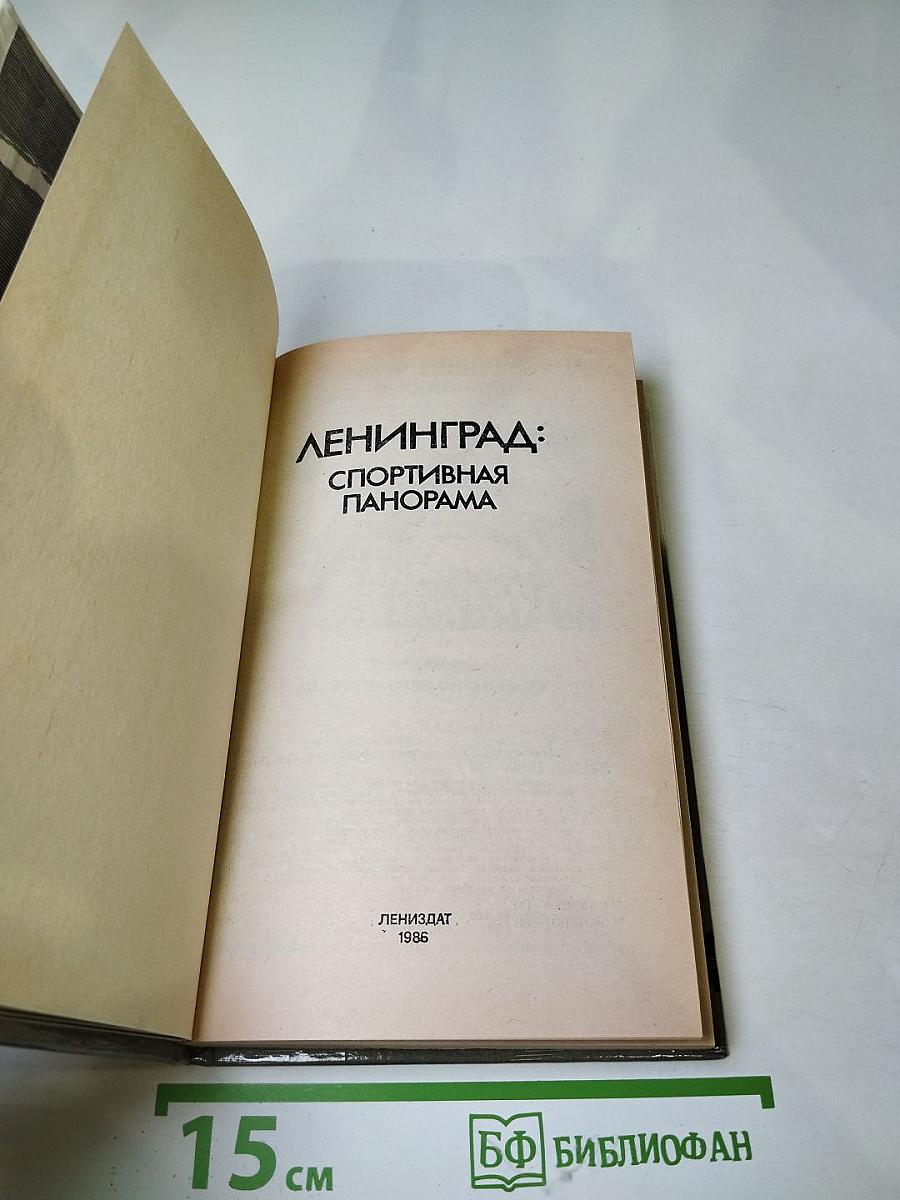 ЛЕНИНГРАД:
СПОРТИВНАЯ
ПАНОРАМА
ЛЕНИЗДАТ
1986
15 см
БФ БИБЛИОФАН